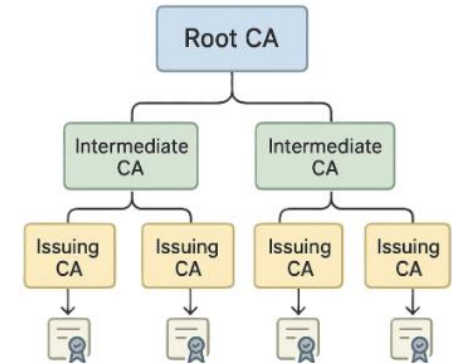 Root CA
Intermediate
CA
Intermediate
CA
Issuing
CA
Issuing
CA
Issuing
CA
Issuing
CA